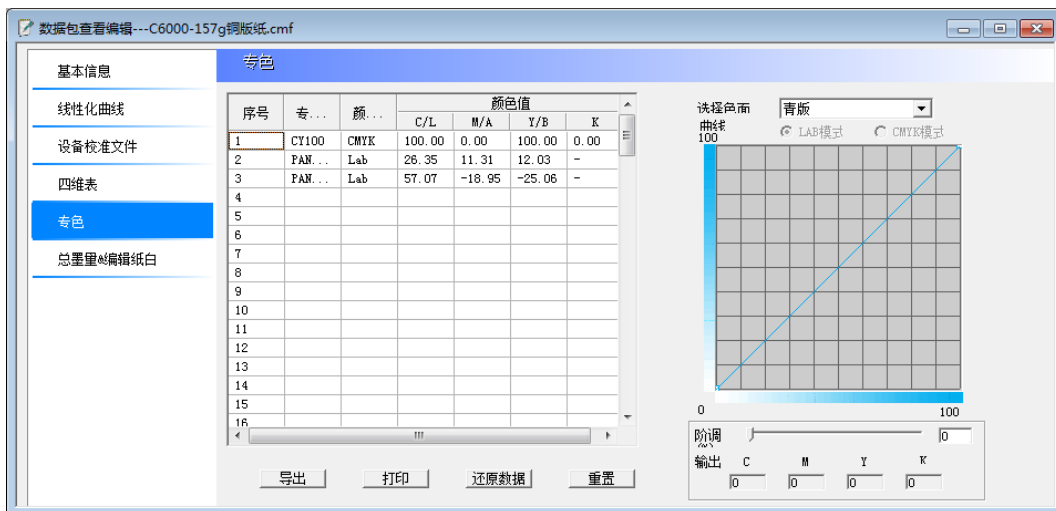 数据包查看编辑---C6000-157g铜版纸.cmf
基本信息
线性化曲线
设备校准文件
四维表
专色
总墨量&编辑纸白
专色
序号 专... 颜... 颜色值
C/L M/A Y/B K
1 CY100 CMYK 100.00 0.00 100.00 0.00
2 PAN... Lab 26.35 11.31 12.03 -
3 PAN... Lab 57.07 -18.95 -25.06 -
4
5
6
7
8
9
10
11
12
13
14
15
16
导出 打印 还原数据 重置
选择色面 青版
曲线 LAB模式 CMYK模式
100
0 100
阶调 0
(%)
输出 C M Y K
0 0 0 0